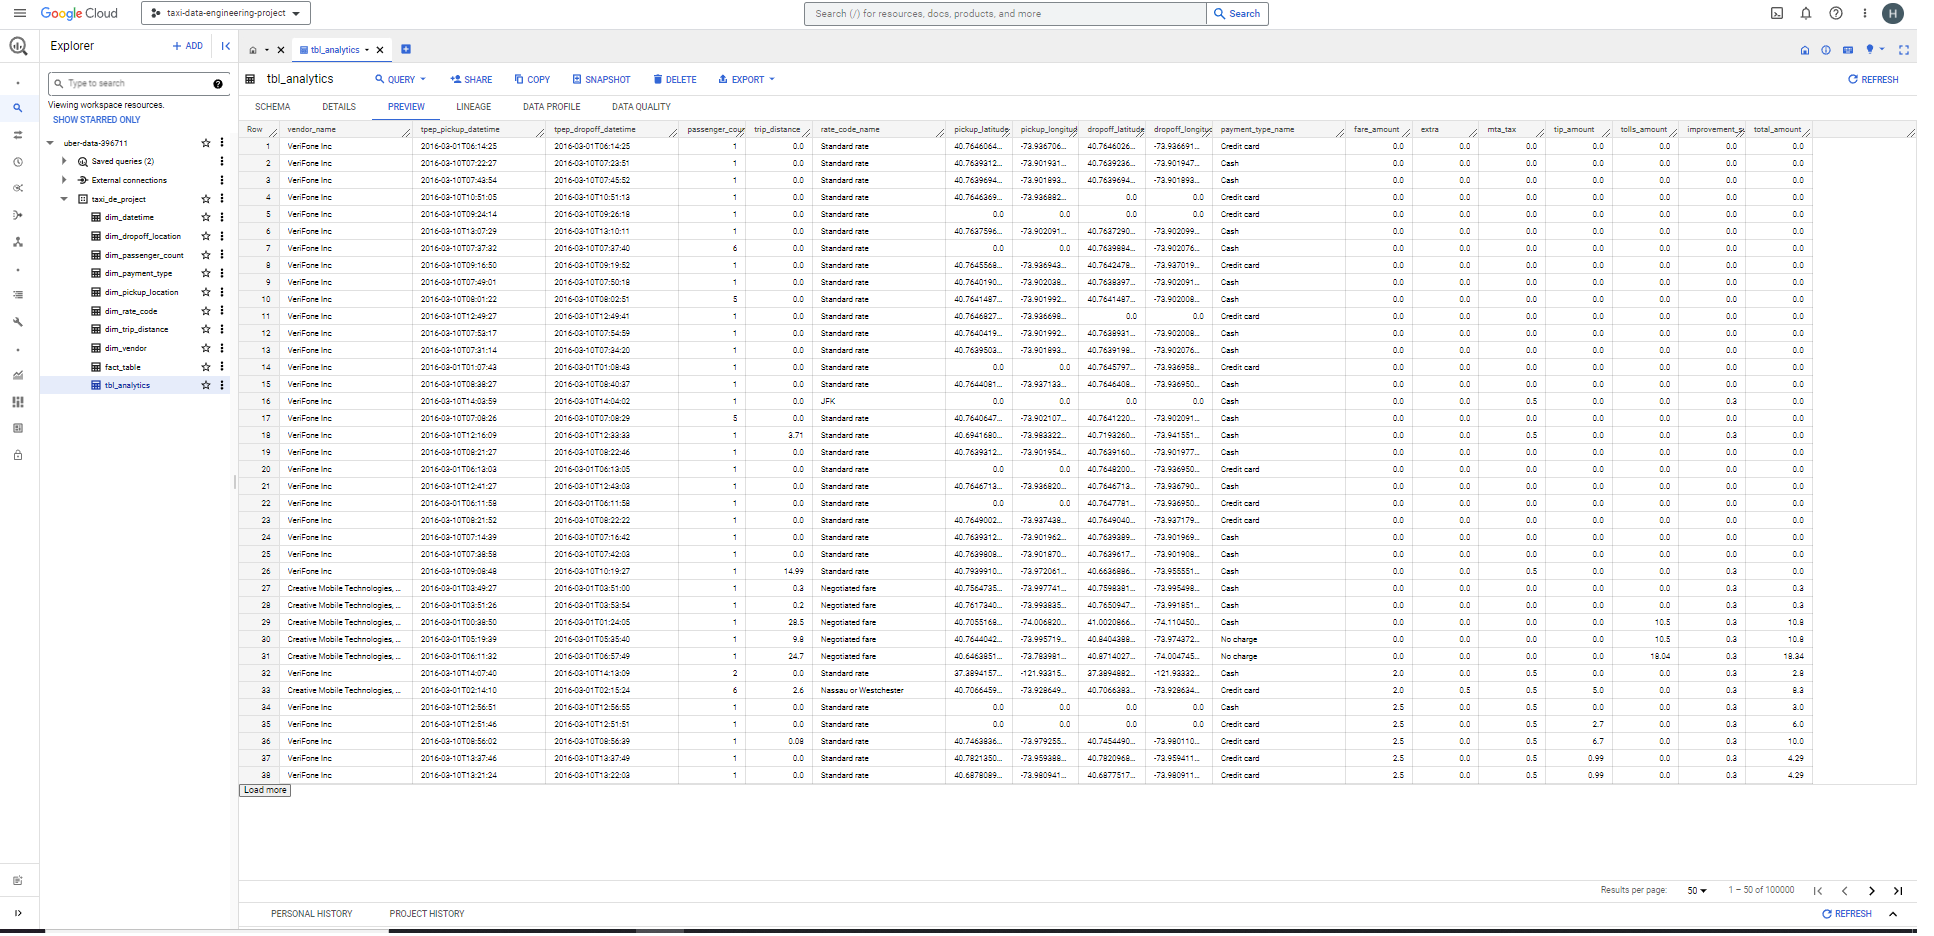 Google Cloud taxi-data-engineering-project Search (/) for resources, docs, products, and more Search H
Explorer + ADD tbl_analytics
Type to search
Viewing workspace resources.
SHOW STARRED ONLY
uber-data-396711
Saved queries (2)
External connections
taxi_de_project
dim_datetime
dim_dropoff_location
dim_passenger_count
dim_payment_type
dim_pickup_location
dim_rate_code
dim_trip_distance
dim_vendor
fact_table
tbl_analytics
tbl_analytics QUERY SHARE COPY SNAPSHOT DELETE EXPORT REFRESH
SCHEMA DETAILS PREVIEW LINEAGE DATA PROFILE DATA QUALITY
Row vendor_name tpep_pickup_datetime tpep_dropoff_datetime passenger_cour trip_distance rate_code_name pickup_latitude pickup_longitud dropoff_latitude dropoff_longituc payment_type_name fare_amount extra mta_tax tip_amount tolls_amount improvement_su total_amount
1 VeriFone Inc 2016-03-01T06:14:25 2016-03-01T06:14:25 1 0.0 Standard rate 40.7646064... -73.936706... 40.7646026... -73.936691... Credit card 0.0 0.0 0.0 0.0 0.0 0.0 0.0
2 VeriFone Inc 2016-03-10T07:22:27 2016-03-10T07:23:51 1 0.0 Standard rate 40.7639312... -73.901931... 40.7639236... -73.901947... Cash 0.0 0.0 0.0 0.0 0.0 0.0 0.0
3 VeriFone Inc 2016-03-10T07:43:54 2016-03-10T07:45:52 1 0.0 Standard rate 40.7639694... -73.901893... 40.7639694... -73.901893... Cash 0.0 0.0 0.0 0.0 0.0 0.0 0.0
4 VeriFone Inc 2016-03-10T10:51:05 2016-03-10T10:51:13 1 0.0 Standard rate 40.7646369... -73.936882... 0.0 0.0 Credit card 0.0 0.0 0.0 0.0 0.0 0.0 0.0
5 VeriFone Inc 2016-03-10T09:24:14 2016-03-10T09:26:18 1 0.0 Standard rate 0.0 0.0 0.0 0.0 Credit card 0.0 0.0 0.0 0.0 0.0 0.0 0.0
6 VeriFone Inc 2016-03-10T13:07:29 2016-03-10T13:10:11 1 0.0 Standard rate 40.7637596... -73.902091... 40.7637290... -73.902099... Cash 0.0 0.0 0.0 0.0 0.0 0.0 0.0
7 VeriFone Inc 2016-03-10T07:37:32 2016-03-10T07:37:40 6 0.0 Standard rate 0.0 0.0 40.7639884... -73.902076... Cash 0.0 0.0 0.0 0.0 0.0 0.0 0.0
8 VeriFone Inc 2016-03-10T09:16:50 2016-03-10T09:19:52 1 0.0 Standard rate 40.7645568... -73.936943... 40.7642478... -73.937019... Credit card 0.0 0.0 0.0 0.0 0.0 0.0 0.0
9 VeriFone Inc 2016-03-10T07:49:01 2016-03-10T07:50:18 1 0.0 Standard rate 40.7640190... -73.902038... 40.7638397... -73.902091... Cash 0.0 0.0 0.0 0.0 0.0 0.0 0.0
10 VeriFone Inc 2016-03-10T08:01:22 2016-03-10T08:02:51 5 0.0 Standard rate 40.7641487... -73.901992... 40.7641487... -73.902008... Cash 0.0 0.0 0.0 0.0 0.0 0.0 0.0
11 VeriFone Inc 2016-03-10T12:49:27 2016-03-10T12:49:41 1 0.0 Standard rate 40.7646827... -73.936698... 0.0 0.0 Credit card 0.0 0.0 0.0 0.0 0.0 0.0 0.0
12 VeriFone Inc 2016-03-10T07:53:17 2016-03-10T07:54:59 1 0.0 Standard rate 40.7640419... -73.901992... 40.7638931... -73.902008... Cash 0.0 0.0 0.0 0.0 0.0 0.0 0.0
13 VeriFone Inc 2016-03-10T07:31:14 2016-03-10T07:34:20 1 0.0 Standard rate 40.7639503... -73.901893... 40.7639198... -73.902076... Cash 0.0 0.0 0.0 0.0 0.0 0.0 0.0
14 VeriFone Inc 2016-03-01T01:07:43 2016-03-01T01:08:43 1 0.0 Standard rate 0.0 0.0 40.7645797... -73.936958... Credit card 0.0 0.0 0.0 0.0 0.0 0.0 0.0
15 VeriFone Inc 2016-03-10T08:38:27 2016-03-10T08:40:37 1 0.0 Standard rate 40.7644081... -73.937133... 40.7646408... -73.936950... Cash 0.0 0.0 0.0 0.0 0.0 0.0 0.0
16 VeriFone Inc 2016-03-10T14:03:59 2016-03-10T14:04:02 1 0.0 JFK 0.0 0.0 0.0 0.0 Cash 0.0 0.0 0.5 0.0 0.0 0.3 0.0
17 VeriFone Inc 2016-03-10T07:08:26 2016-03-10T07:08:29 5 0.0 Standard rate 40.7640647... -73.902107... 40.7641220... -73.902091... Cash 0.0 0.0 0.0 0.0 0.0 0.0 0.0
18 VeriFone Inc 2016-03-10T12:16:09 2016-03-10T12:33:33 1 3.71 Standard rate 40.6941680... -73.983322... 40.7193260... -73.941551... Cash 0.0 0.0 0.5 0.0 0.0 0.3 0.0
19 VeriFone Inc 2016-03-10T08:21:27 2016-03-10T08:22:46 1 0.0 Standard rate 40.7639312... -73.901954... 40.7639160... -73.901977... Cash 0.0 0.0 0.0 0.0 0.0 0.0 0.0
20 VeriFone Inc 2016-03-01T06:13:03 2016-03-01T06:13:05 1 0.0 Standard rate 0.0 0.0 40.7648200... -73.936950... Credit card 0.0 0.0 0.0 0.0 0.0 0.0 0.0
21 VeriFone Inc 2016-03-10T12:41:27 2016-03-10T12:43:03 1 0.0 Standard rate 40.7646713... -73.936820... 40.7646713... -73.936790... Cash 0.0 0.0 0.0 0.0 0.0 0.0 0.0
22 VeriFone Inc 2016-03-01T06:11:58 2016-03-01T06:11:58 1 0.0 Standard rate 0.0 0.0 40.7647781... -73.936950... Credit card 0.0 0.0 0.0 0.0 0.0 0.0 0.0
23 VeriFone Inc 2016-03-10T08:21:52 2016-03-10T08:22:22 1 0.0 Standard rate 40.7649002... -73.937438... 40.7649040... -73.937179... Credit card 0.0 0.0 0.0 0.0 0.0 0.0 0.0
24 VeriFone Inc 2016-03-10T07:14:39 2016-03-10T07:16:42 1 0.0 Standard rate 40.7639312... -73.901962... 40.7639389... -73.901969... Cash 0.0 0.0 0.0 0.0 0.0 0.0 0.0
25 VeriFone Inc 2016-03-10T07:38:58 2016-03-10T07:42:03 1 0.0 Standard rate 40.7639808... -73.901870... 40.7639617... -73.901908... Cash 0.0 0.0 0.0 0.0 0.0 0.0 0.0
26 VeriFone Inc 2016-03-10T09:08:48 2016-03-10T10:19:27 1 14.99 Standard rate 40.7939910... -73.972061... 40.6636886... -73.955551... Cash 0.0 0.0 0.5 0.0 0.0 0.3 0.0
27 Creative Mobile Technologies, ... 2016-03-01T03:49:27 2016-03-01T03:51:00 1 0.3 Negotiated fare 40.7564735... -73.997741... 40.7598381... -73.995498... Cash 0.0 0.0 0.0 0.0 0.0 0.3 0.3
28 Creative Mobile Technologies, ... 2016-03-01T03:51:26 2016-03-01T03:53:54 1 0.2 Negotiated fare 40.7617340... -73.993835... 40.7650947... -73.991851... Cash 0.0 0.0 0.0 0.0 0.0 0.3 0.3
29 Creative Mobile Technologies, ... 2016-03-01T00:38:50 2016-03-01T01:24:05 1 28.5 Negotiated fare 40.7055168... -74.006820... 41.0020866... -74.110450... Cash 0.0 0.0 0.0 0.0 10.5 0.3 10.8
30 Creative Mobile Technologies, ... 2016-03-01T05:19:39 2016-03-01T05:35:40 1 9.8 Negotiated fare 40.7644042... -73.995719... 40.8404388... -73.974372... No charge 0.0 0.0 0.0 0.0 10.5 0.3 10.8
31 Creative Mobile Technologies, ... 2016-03-01T06:11:32 2016-03-01T06:57:49 1 24.7 Negotiated fare 40.6463851... -73.783981... 40.8714027... -74.004745... No charge 0.0 0.0 0.0 0.0 18.04 0.3 18.34
32 VeriFone Inc 2016-03-10T14:07:40 2016-03-10T14:13:09 2 0.0 Standard rate 37.3894157... -121.93315... 37.3894882... -121.93332... Cash 2.0 0.0 0.5 0.0 0.0 0.3 2.8
33 Creative Mobile Technologies, ... 2016-03-01T02:14:10 2016-03-01T02:15:24 6 2.6 Nassau or Westchester 40.7066459... -73.928649... 40.7066383... -73.928634... Credit card 2.0 0.5 0.5 5.0 0.0 0.3 8.3
34 VeriFone Inc 2016-03-10T12:56:51 2016-03-10T12:56:55 1 0.0 Standard rate 0.0 0.0 0.0 0.0 Cash 2.5 0.0 0.5 0.0 0.0 0.3 3.0
35 VeriFone Inc 2016-03-10T12:51:46 2016-03-10T12:51:51 1 0.0 Standard rate 0.0 0.0 0.0 0.0 Credit card 2.5 0.0 0.5 2.7 0.0 0.3 6.0
36 VeriFone Inc 2016-03-10T08:56:02 2016-03-10T08:56:39 1 0.08 Standard rate 40.7463836... -73.979255... 40.7454490... -73.980110... Credit card 2.5 0.0 0.5 6.7 0.0 0.3 10.0
37 VeriFone Inc 2016-03-10T13:37:46 2016-03-10T13:37:49 1 0.0 Standard rate 40.7821350... -73.959388... 40.7820968... -73.959411... Credit card 2.5 0.0 0.5 0.99 0.0 0.3 4.29
38 VeriFone Inc 2016-03-10T13:21:24 2016-03-10T13:22:03 1 0.0 Standard rate 40.6878089... -73.980941... 40.6877517... -73.980911... Credit card 2.5 0.0 0.5 0.99 0.0 0.3 4.29
Load more
Results per page: 50 1 – 50 of 100000
PERSONAL HISTORY PROJECT HISTORY REFRESH